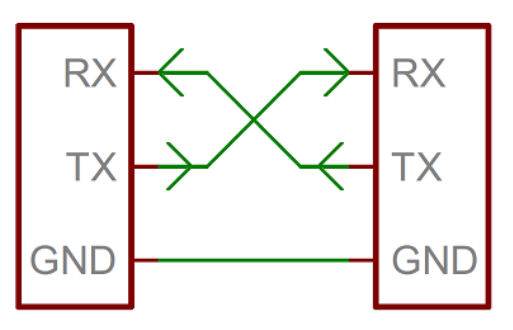 RX RX
TX TX
GND GND